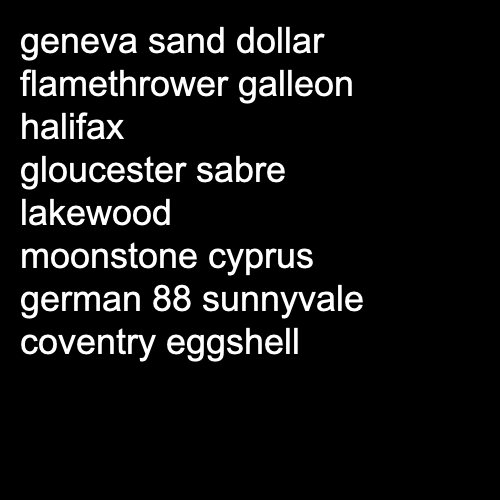 geneva sand dollar
flamethrower galleon
halifax
gloucester sabre
lakewood
moonstone cyprus
german 88 sunnyvale
coventry eggshell